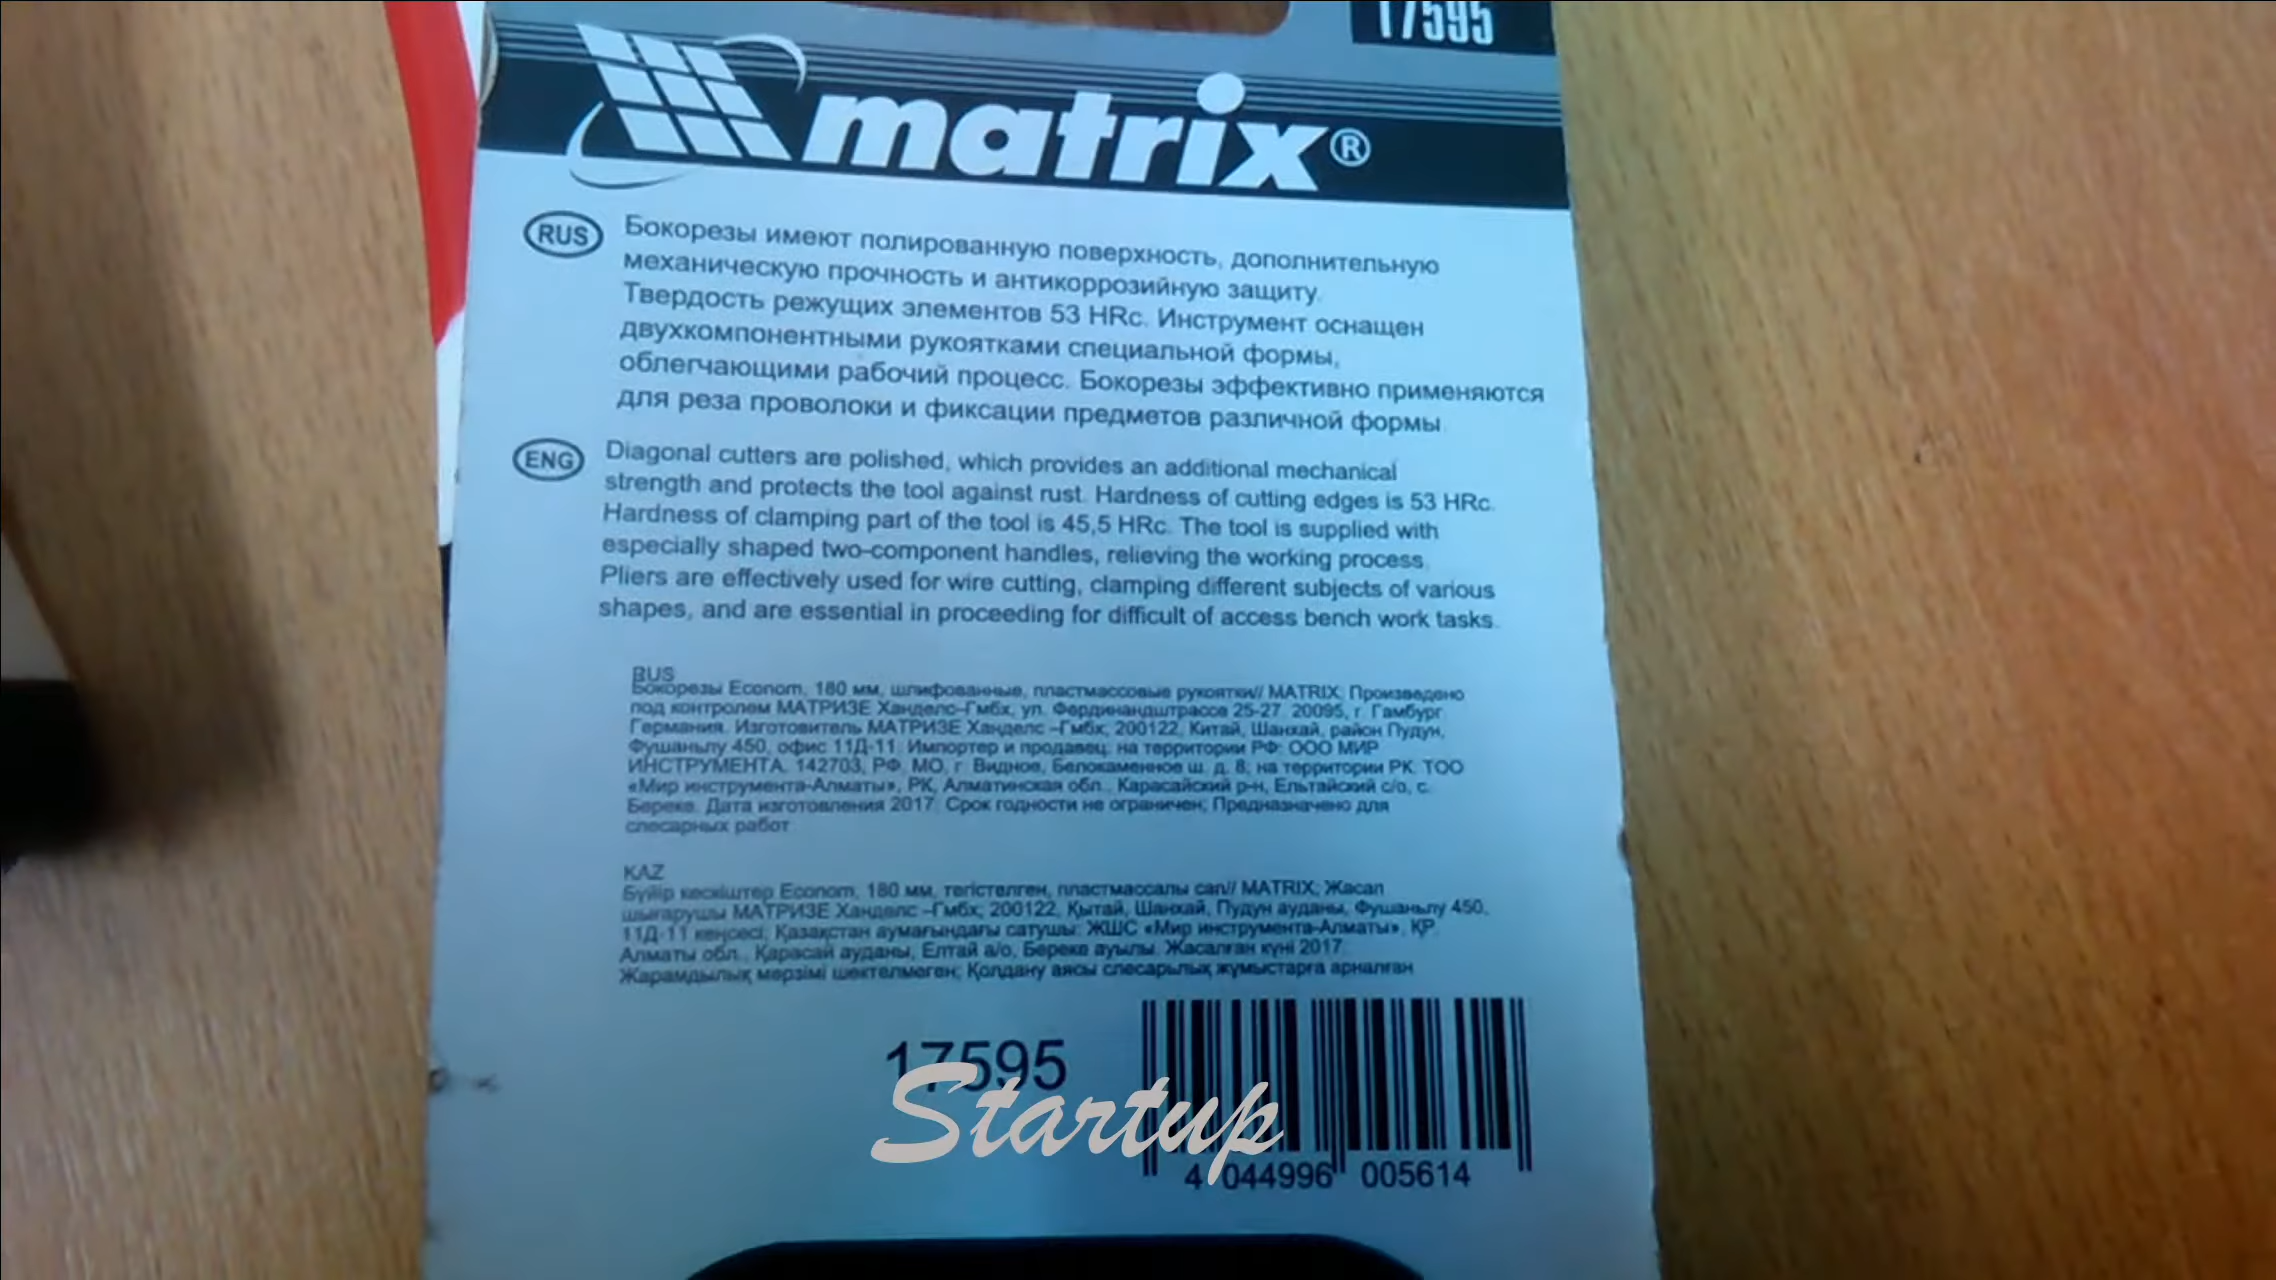 17595
matrix®
RUS Бокорезы имеют полированную поверхность, дополнительную
механическую прочность и антикоррозийную защиту.
Твердость режущих элементов 53 HRc. Инструмент оснащен
двухкомпонентными рукоятками специальной формы,
облегчающими рабочий процесс. Бокорезы эффективно применяются
для реза проволоки и фиксации предметов различной формы.
ENG Diagonal cutters are polished, which provides an additional mechanical
strength and protects the tool against rust. Hardness of cutting edges is 53 HRc.
Hardness of clamping part of the tool is 45,5 HRc. The tool is supplied with
especially shaped two-component handles, relieving the working process.
Pliers are effectively used for wire cutting, clamping different subjects of various
shapes, and are essential in proceeding for difficult of access bench work tasks.
RUS
Бокорезы Econom, 180 мм, шлифованные, пластмассовые рукоятки// MATRIX; Произведено
под контролем МАТРИЗЕ Ханделс-Гмбх, ул. Фердинандштрассе 25-27. 20095, г. Гамбург,
Германия. Изготовитель МАТРИЗЕ Ханделс –Гмбх; 200122, Китай, Шанхай, район Пудун,
Фушаньлу 450, офис 11Д-11; Импортер и продавец: на территории РФ: ООО МИР
ИНСТРУМЕНТА, 142703, РФ, МО, г. Видное, Белокаменное ш. д. 8; на территории РК: ТОО
«Мир инструмента-Алматы», РК, Алматинская обл., Карасайский р-н, Ельтайский с/о, с.
Береке. Дата изготовления 2017. Срок годности не ограничен; Предназначено для
слесарных работ
KAZ
Бүйір кескіштер Econom, 180 мм, тегістелген, пластмассалы сап// MATRIX; Жасап
шығарушы МАТРИЗЕ Ханделс –Гмбх; 200122, Қытай, Шанхай, Пудун ауданы, Фушаньлу 450,
11Д-11 кеңсесі; Қазақстан аумағындағы сатушы: ЖШС «Мир инструмента-Алматы», ҚР,
Алматы обл., Қарасай ауданы, Елтай а/о, Береке ауылы. Жасалған күні 2017.
Жарамдылық мерзімі шектелмеген; Қолдану аясы слесарлық жұмыстарға арналған
17595
Startup
4 044996 005614